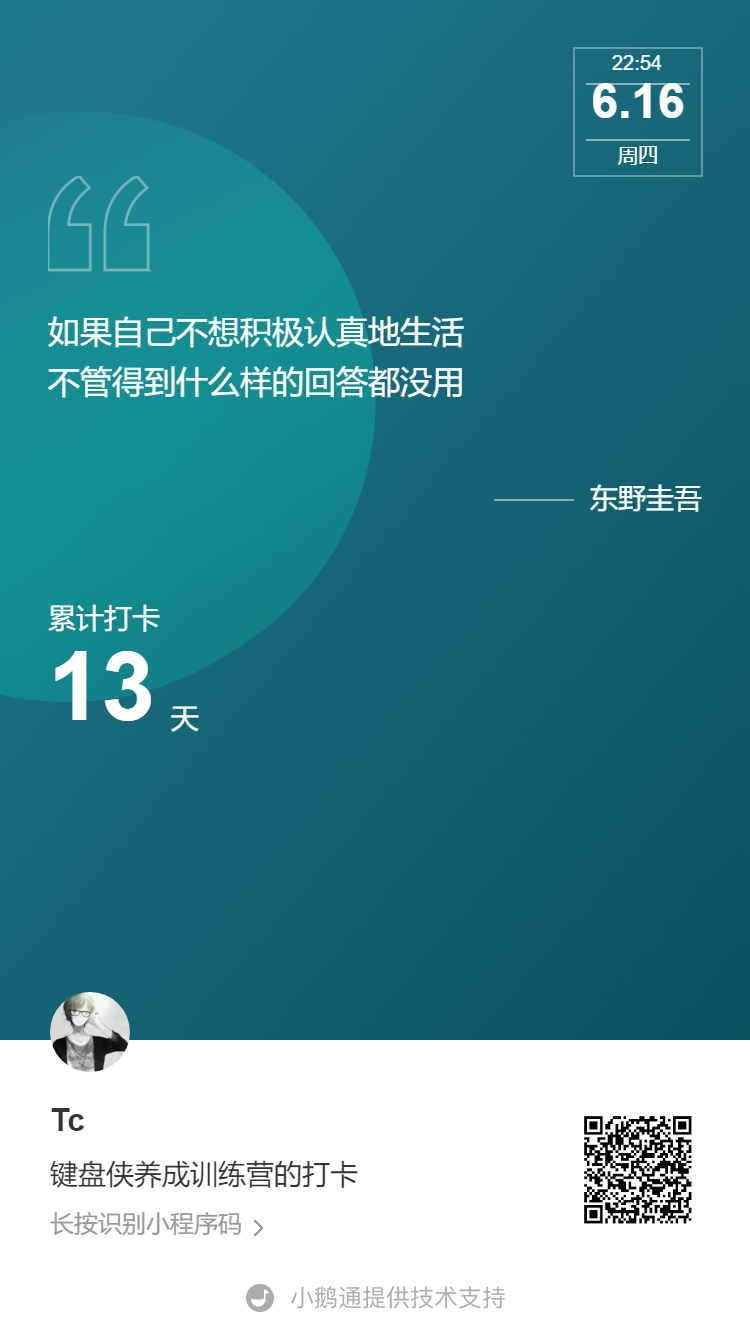 22:54
6.16
周四
如果自己不想积极认真地生活
不管得到什么样的回答都没用
东野圭吾
累计打卡
13 天
Tc
键盘侠养成训练营的打卡
长按识别小程序码
小鹅通提供技术支持